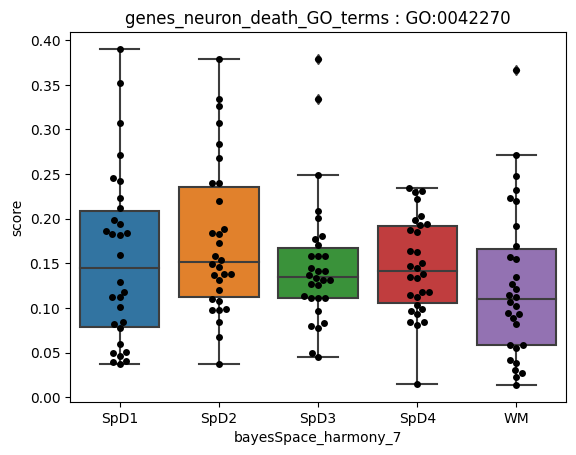 genes_neuron_death_GO_terms : GO:0042270
0.40
0.35
0.30
0.25
0.20
0.15
0.10
0.05
0.00
score
SpD1 SpD2 SpD3 SpD4 WM
bayesSpace_harmony_7